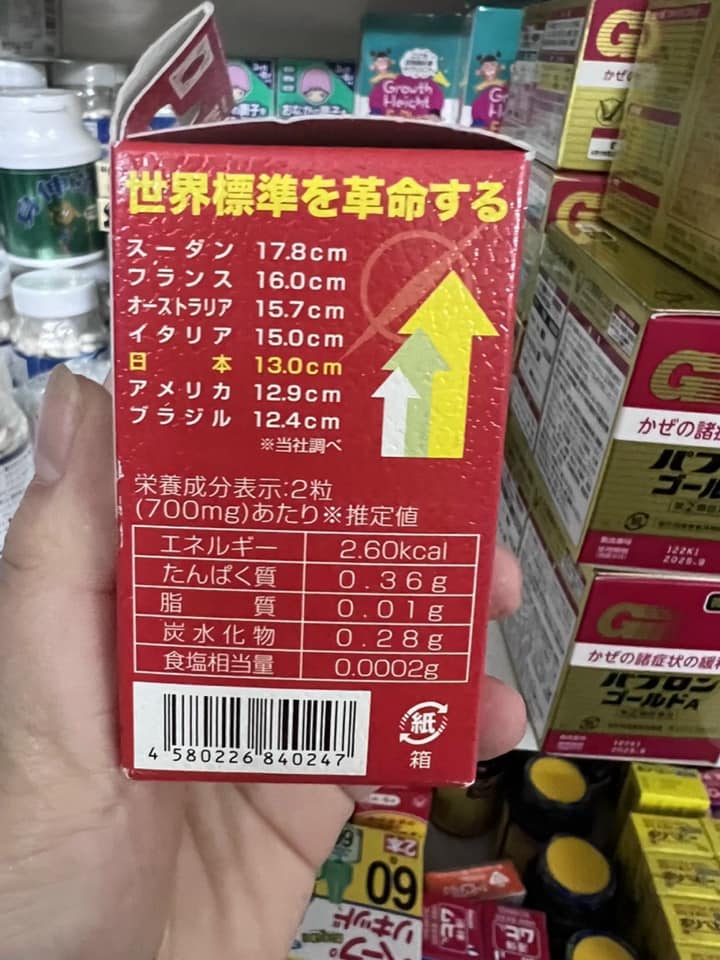 世界標準を革命する
スーダン 17.8cm
フランス 16.0cm
オーストラリア 15.7cm
イタリア 15.0cm
日本 13.0cm
アメリカ 12.9cm
ブラジル 12.4cm
※当社調べ
栄養成分表示:2粒
(700mg)あたり※推定値
エネルギー 2.60kcal
たんぱく質 0.36g
脂質 0.01g
炭水化物 0.28g
食塩相当量 0.0002g
4 580226 840247
紙
箱
Growth
Height
G
かぜの諸症
パブ
ゴール
122K1
2025.9
かぜの諸症状の緩
パブロン
ゴールドA
60